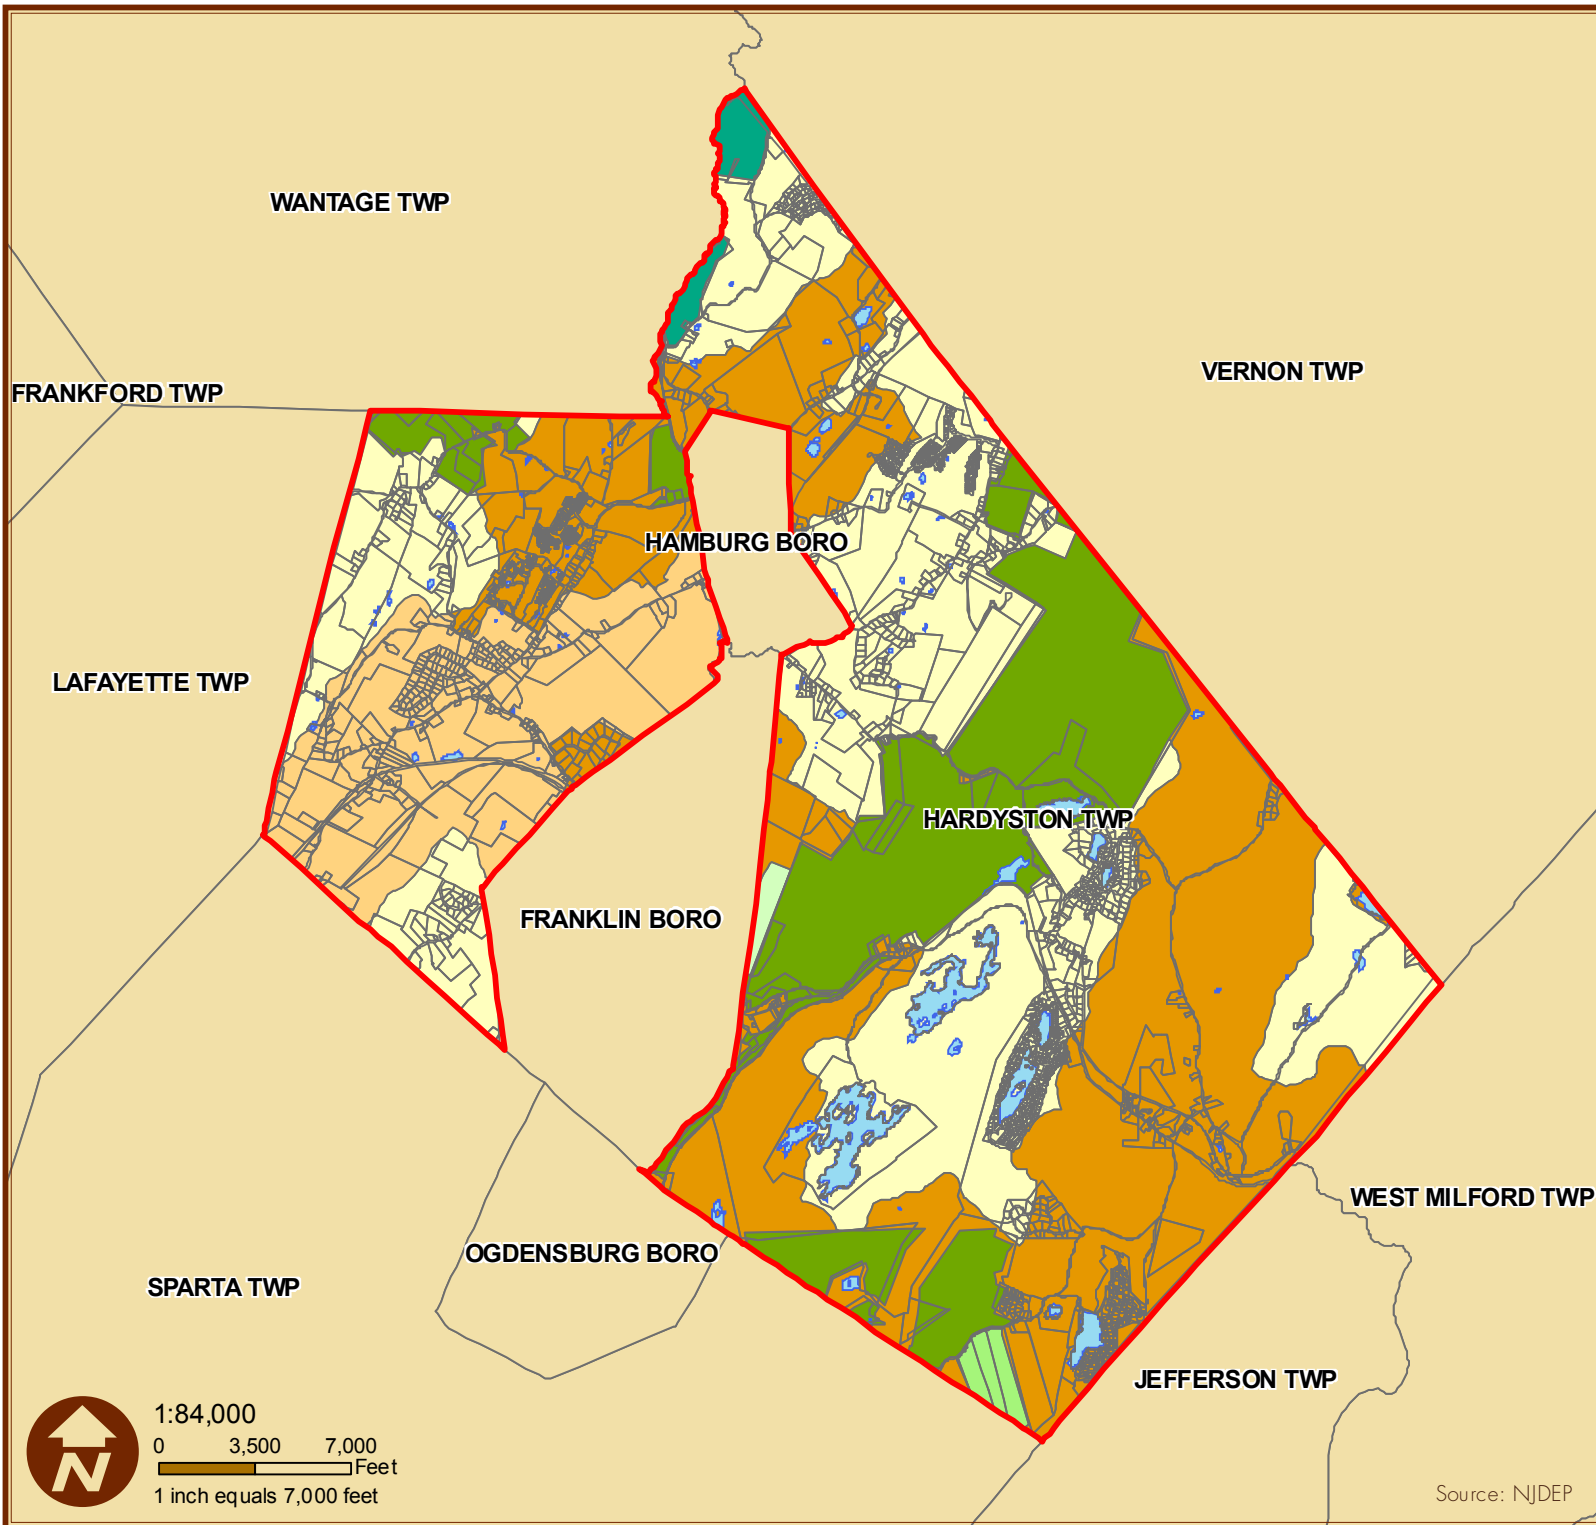 WANTAGE TWP
VERNON TWP
FRANKFORD TWP
HAMBURG BORO
LAFAYETTE TWP
HARDYSTON TWP
FRANKLIN BORO
WEST MILFORD TWP
OGDENSBURG BORO
SPARTA TWP
JEFFERSON TWP
N
1:84,000
0 3,500 7,000
Feet
1 inch equals 7,000 feet
Source: NJDEP